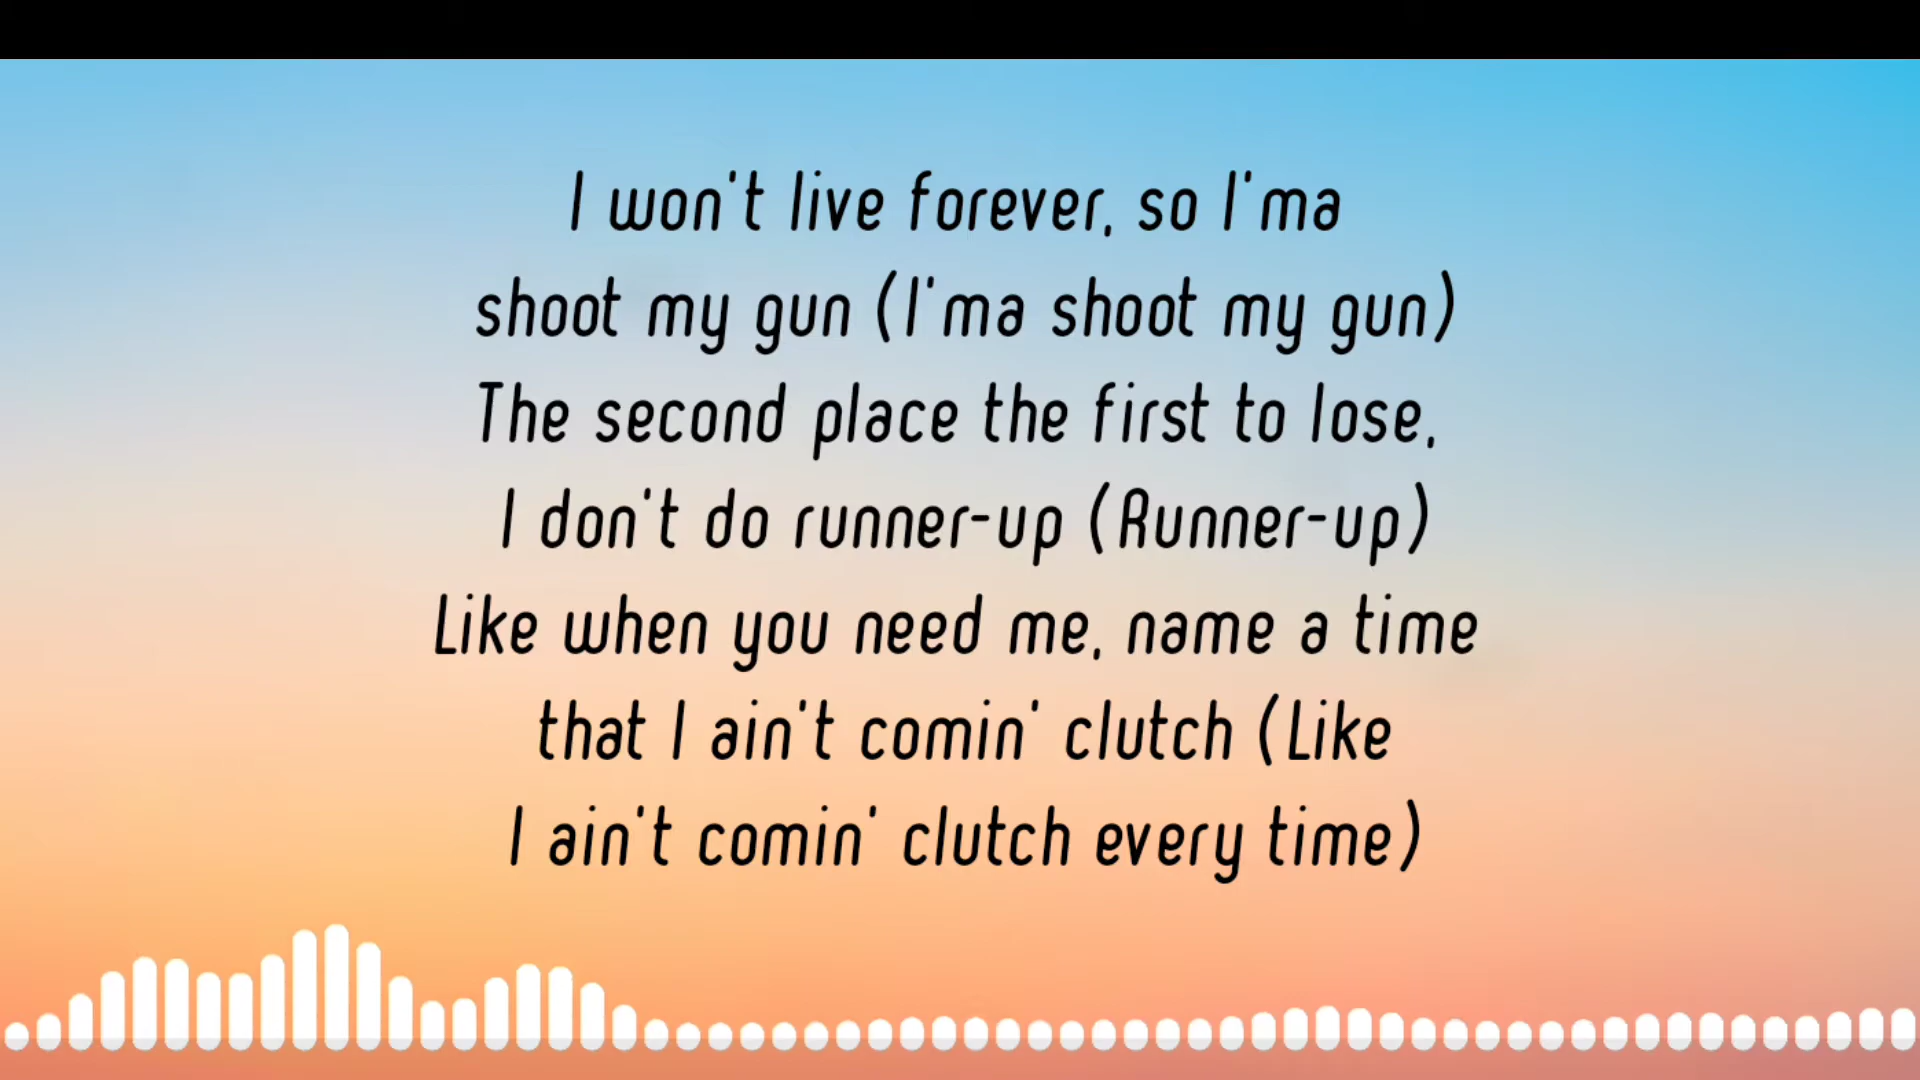 I won't live forever, so I'ma
shoot my gun (I'ma shoot my gun)
The second place the first to lose,
I don't do runner-up (Runner-up)
Like when you need me, name a time
that I ain't comin' clutch (Like
I ain't comin' clutch every time)